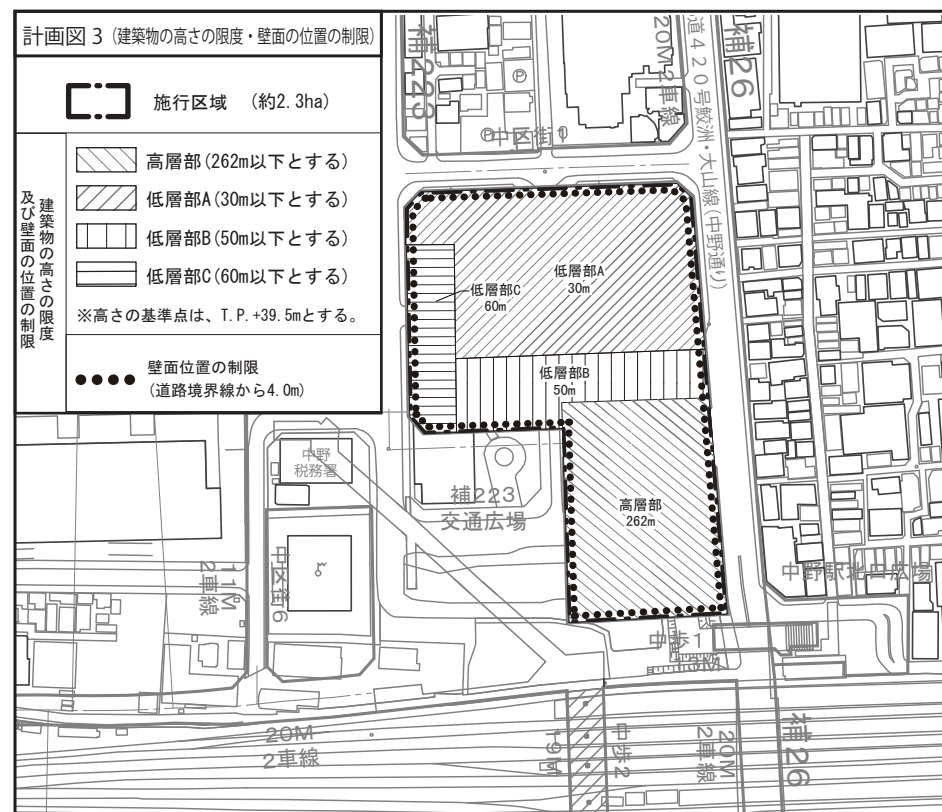 計画図3(建築物の高さの限度・壁面の位置の制限)
施行区域 (約2.3ha)
建築物の高さの限度
及び壁面の位置の制限
高層部(262m以下とする)
低層部A(30m以下とする)
低層部B(50m以下とする)
低層部C(60m以下とする)
※高さの基準点は、T.P.+39.5mとする。
壁面位置の制限
(道路境界線から4.0m)
補223
20M
2車線
道420号鮫洲・大山線(中野通り)
補26
中区街1
低層部A
30m
低層部C
60m
低層部B
50m
高層部
262m
中野
税務署
補223
交通広場
11M
2車線
中区街6
中野駅北口広場
中歩1
20M
2車線
19M
中歩2
20M
2車線
補26